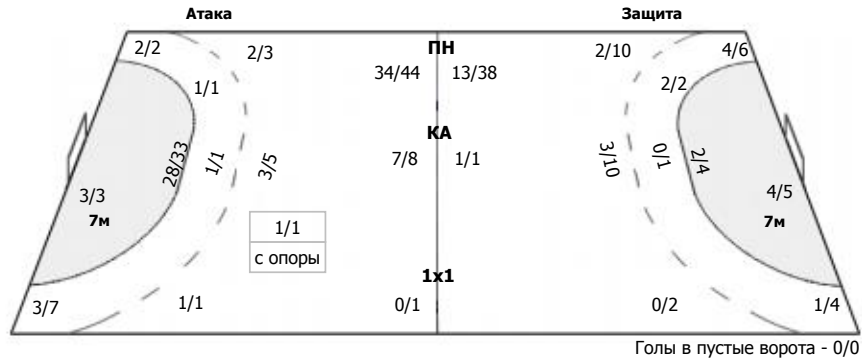 Атака
Защита
2/2
2/3
ПН
2/10
4/6
34/44
13/38
1/1
2/2
КА
28/33
1/1
3/5
7/8
1/1
3/10
0/1
2/4
3/3
7м
4/5
7м
1/1
с опоры
1x1
3/7
1/1
0/1
0/2
1/4
Голы в пустые ворота - 0/0